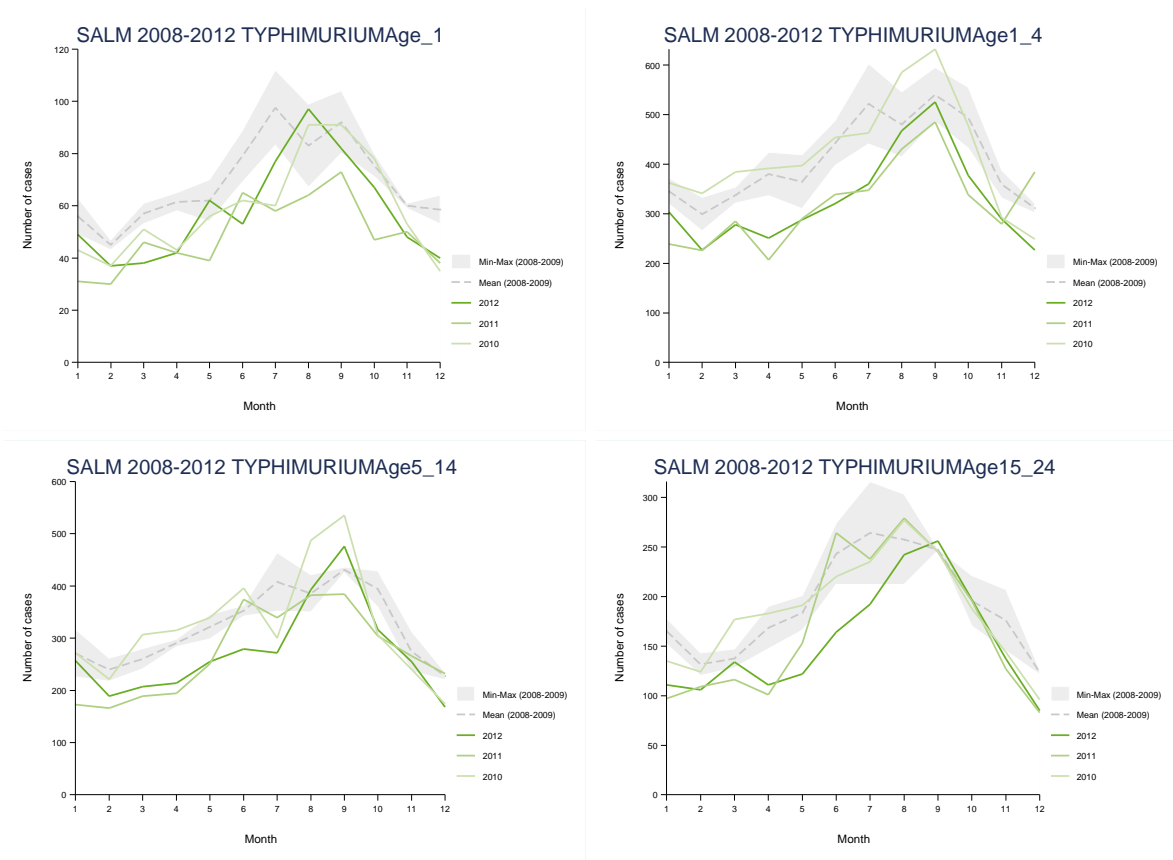 SALM 2008-2012 TYPHIMURIUMAge_1
120
100
80
60
40
20
0
Number of cases
1 2 3 4 5 6 7 8 9 10 11 12
Month
Min-Max (2008-2009)
Mean (2008-2009)
2012
2011
2010
SALM 2008-2012 TYPHIMURIUMAge1_4
600
500
400
300
200
100
0
Number of cases
1 2 3 4 5 6 7 8 9 10 11 12
Month
Min-Max (2008-2009)
Mean (2008-2009)
2012
2011
2010
SALM 2008-2012 TYPHIMURIUMAge5_14
600
500
400
300
200
100
0
Number of cases
1 2 3 4 5 6 7 8 9 10 11 12
Month
Min-Max (2008-2009)
Mean (2008-2009)
2012
2011
2010
SALM 2008-2012 TYPHIMURIUMAge15_24
300
250
200
150
100
50
0
Number of cases
1 2 3 4 5 6 7 8 9 10 11 12
Month
Min-Max (2008-2009)
Mean (2008-2009)
2012
2011
2010